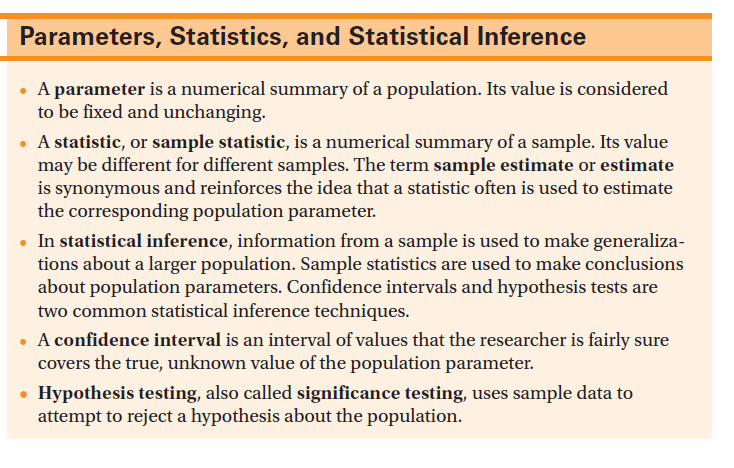 Parameters, Statistics, and Statistical Inference
• A parameter is a numerical summary of a population. Its value is considered
to be fixed and unchanging.
• A statistic, or sample statistic, is a numerical summary of a sample. Its value
may be different for different samples. The term sample estimate or estimate
is synonymous and reinforces the idea that a statistic often is used to estimate
the corresponding population parameter.
• In statistical inference, information from a sample is used to make generaliza-
tions about a larger population. Sample statistics are used to make conclusions
about population parameters. Confidence intervals and hypothesis tests are
two common statistical inference techniques.
• A confidence interval is an interval of values that the researcher is fairly sure
covers the true, unknown value of the population parameter.
• Hypothesis testing, also called significance testing, uses sample data to
attempt to reject a hypothesis about the population.